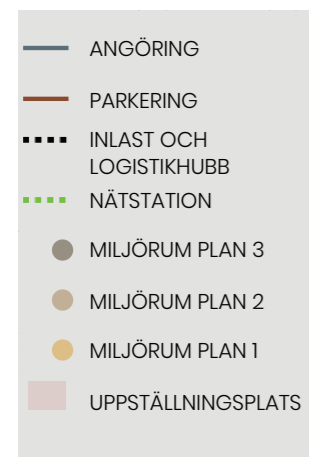 ANGÖRING
PARKERING
INLAST OCH
LOGISTIKHUBB
NÄTSTATION
MILJÖRUM PLAN 3
MILJÖRUM PLAN 2
MILJÖRUM PLAN 1
UPPSTÄLLNINGSPLATS